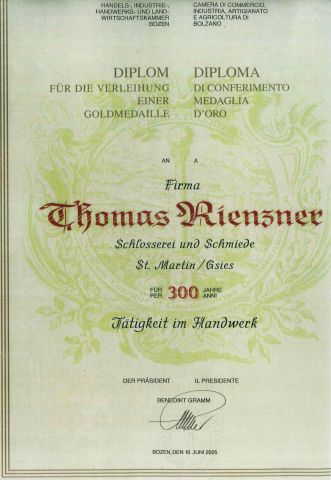 HANDELS-, INDUSTRIE-,
HANDWERKS- UND LAND-
WIRTSCHAFTSKAMMER
BOZEN
CAMERA DI COMMERCIO,
INDUSTRIA, ARTIGIANATO
E AGRICOLTURA DI
BOLZANO
DIPLOM
FÜR DIE VERLEIHUNG
EINER
GOLDMEDAILLE
DIPLOMA
DI CONFERIMENTO
MEDAGLIA
D'ORO
AN A
Firma
Thomas Rienzner
Schlosserei und Schmiede
St. Martin/Gsies
FÜR 300 JAHRE
PER ANNI
Tätigkeit im Handwerk
DER PRÄSIDENT IL PRESIDENTE
BENEDIKT GRAMM
BOZEN, DEN 16. JUNI 2005